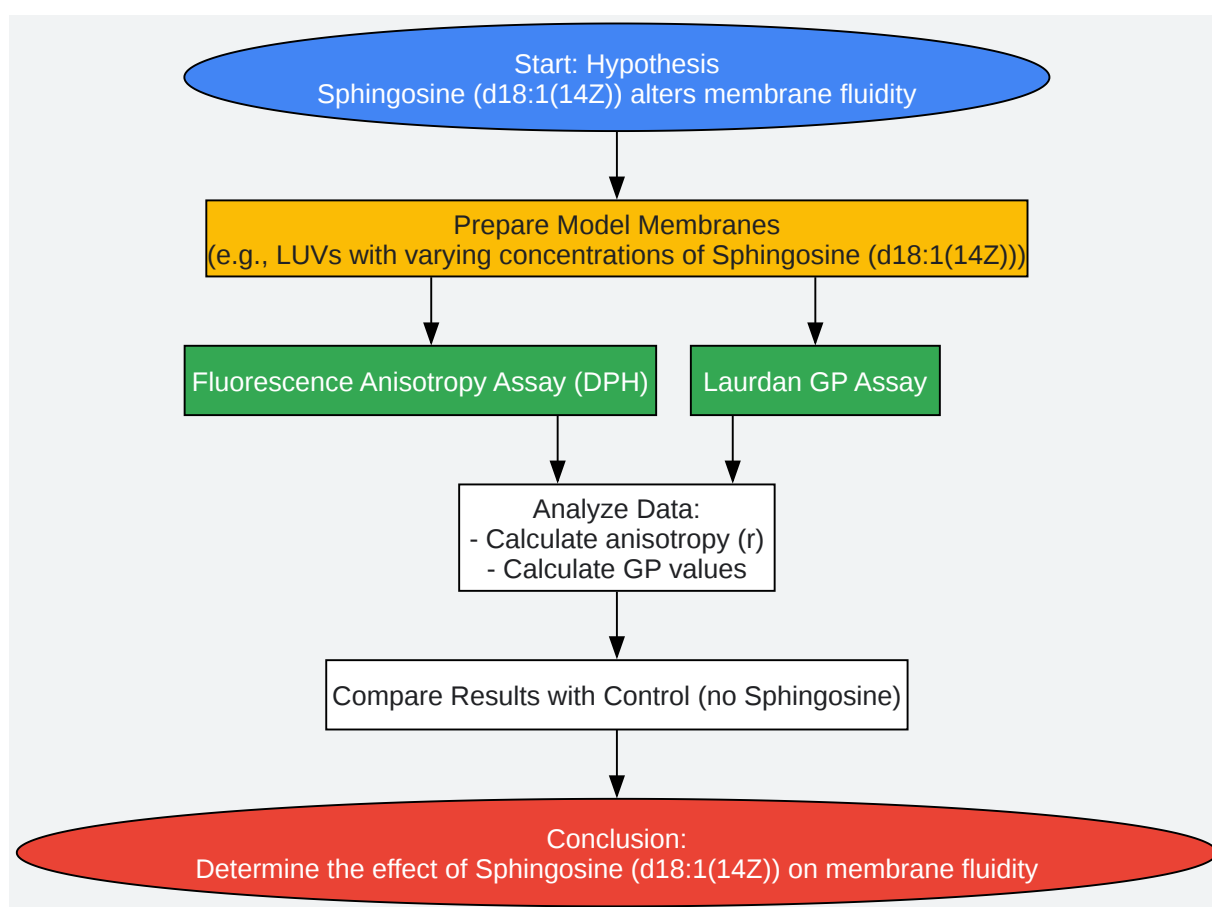 Start: Hypothesis
Sphingosine (d18:1(14Z)) alters membrane fluidity
Prepare Model Membranes
(e.g., LUVs with varying concentrations of Sphingosine (d18:1(14Z)))
Fluorescence Anisotropy Assay (DPH)
Laurdan GP Assay
Analyze Data:
- Calculate anisotropy (r)
- Calculate GP values
Compare Results with Control (no Sphingosine)
Conclusion:
Determine the effect of Sphingosine (d18:1(14Z)) on membrane fluidity